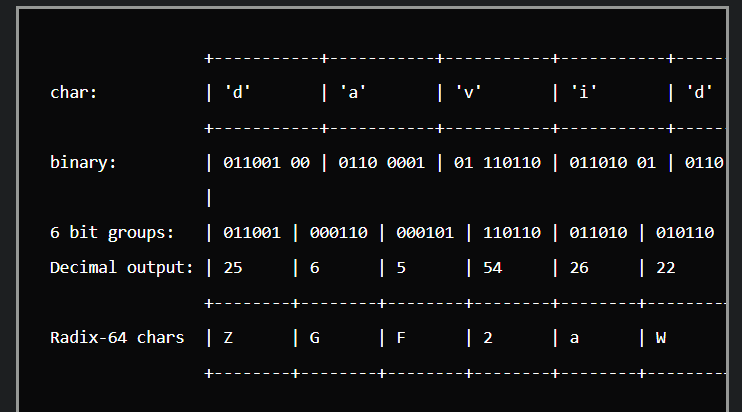 +-----------+-----------+-----------+-----------+-----
char:            | 'd'       | 'a'       | 'v'       | 'i'       | 'd'
+-----------+-----------+-----------+-----------+-----
binary:          | 011001 00 | 0110 0001 | 01 110110 | 011010 01 | 0110
|
6 bit groups:   | 011001 | 000110 | 000101 | 110110 | 011010 | 010110
Decimal output: | 25     | 6      | 5      | 54     | 26     | 22
+--------+--------+--------+--------+--------+--------
Radix-64 chars  | Z      | G      | F      | 2      | a      | W
+--------+--------+--------+--------+--------+--------